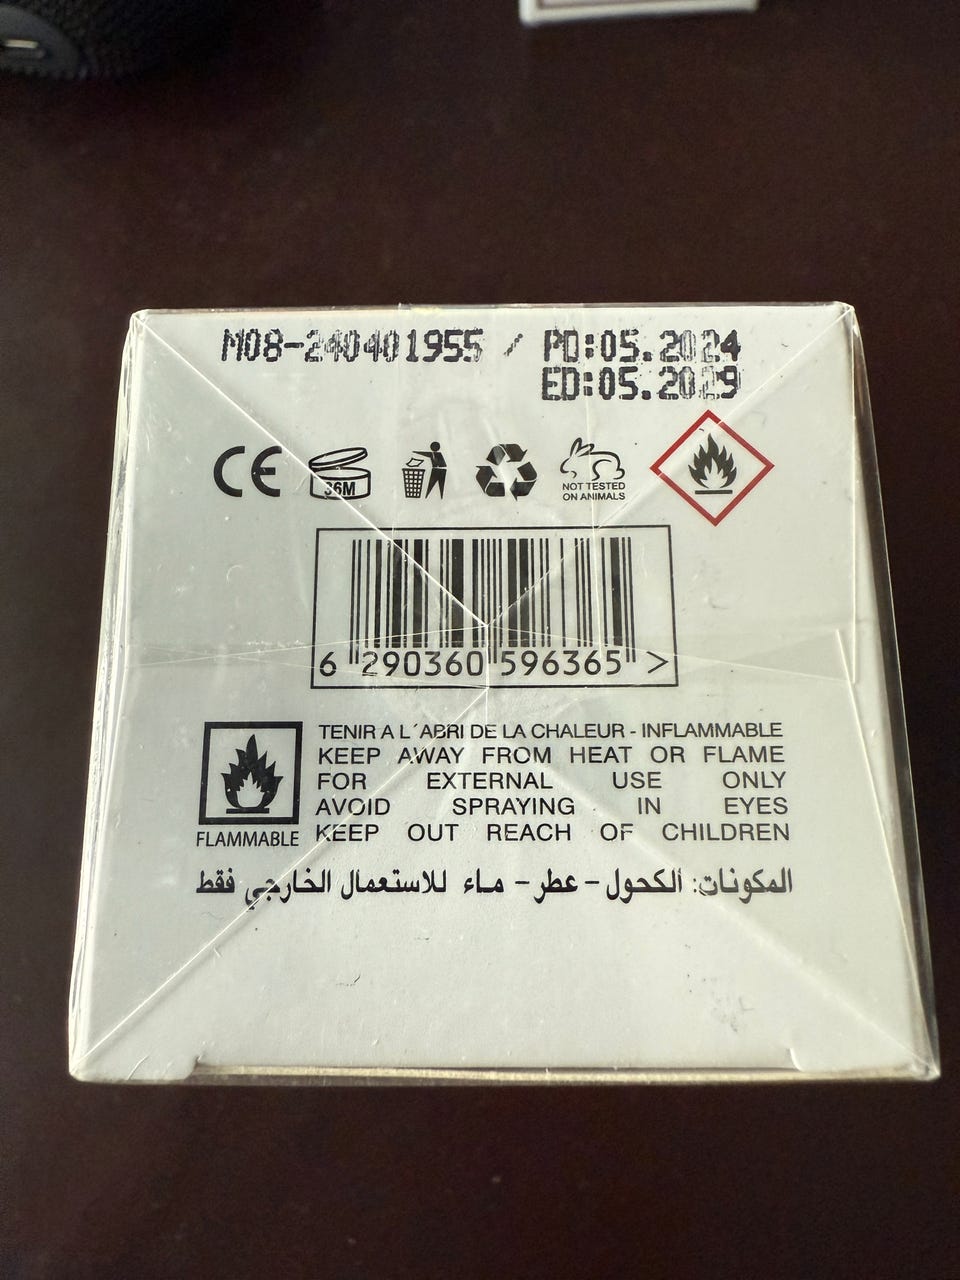 M08-240401955 / PD:05.2024
ED:05.2029
CE
36M
NOT TESTED
ON ANIMALS
6 290360 596365 >
TENIR A L´ABRI DE LA CHALEUR - INFLAMMABLE
KEEP AWAY FROM HEAT OR FLAME
FOR EXTERNAL USE ONLY
AVOID SPRAYING IN EYES
KEEP OUT REACH OF CHILDREN
FLAMMABLE
المكونات: ألكحول - عطر - ماء للاستعمال الخارجي فقط